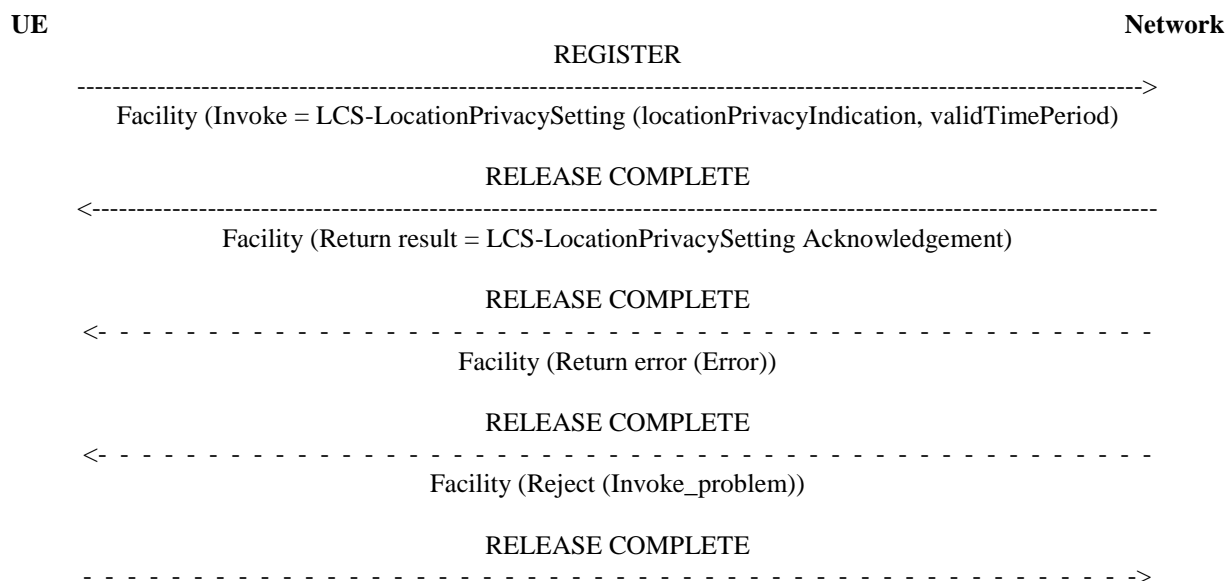 UE Network
REGISTER
------------------------------------------------------------------------------------------------------------------------>
Facility (Invoke = LCS-LocationPrivacySetting (locationPrivacyIndication, validTimePeriod)
RELEASE COMPLETE
<------------------------------------------------------------------------------------------------------------------------
Facility (Return result = LCS-LocationPrivacySetting Acknowledgement)
RELEASE COMPLETE
<- - - - - - - - - - - - - - - - - - - - - - - - - - - - - - - - - - - - - - - - - - - - - - - - -
Facility (Return error (Error))
RELEASE COMPLETE
<- - - - - - - - - - - - - - - - - - - - - - - - - - - - - - - - - - - - - - - - - - - - - - - - -
Facility (Reject (Invoke_problem))
RELEASE COMPLETE
- - - - - - - - - - - - - - - - - - - - - - - - - - - - - - - - - - - - - - - - - - - - - - - - ->